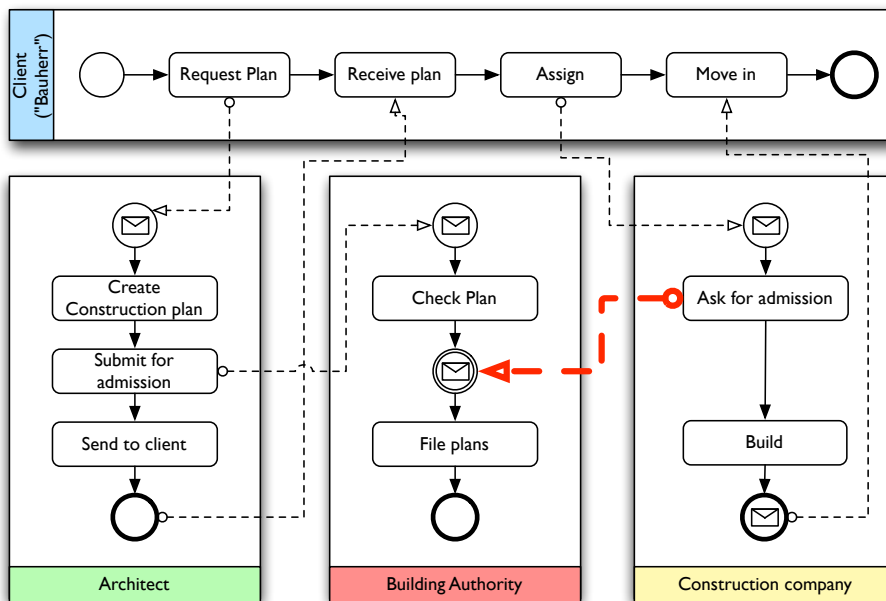 Client
("Bauherr")
Request Plan
Receive plan
Assign
Move in
Create
Construction plan
Submit for
admission
Send to client
Architect
Check Plan
File plans
Building Authority
Ask for admission
Build
Construction company